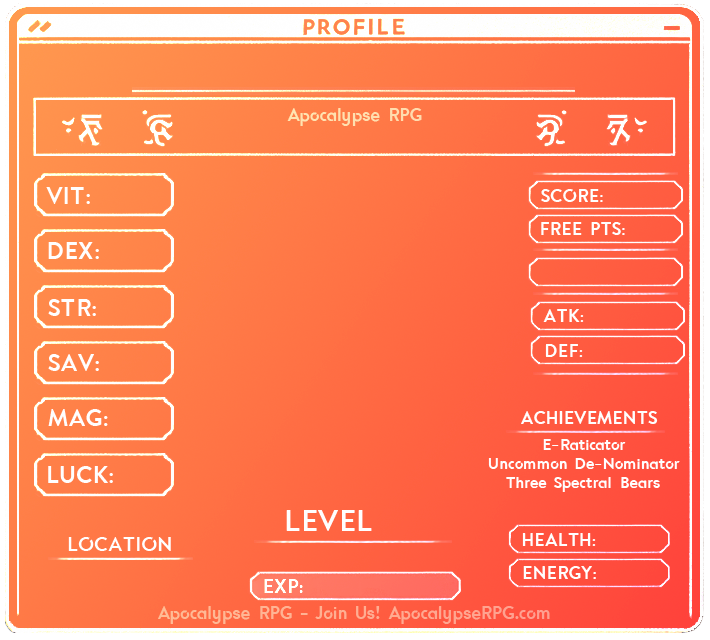 PROFILE
Apocalypse RPG
VIT:
DEX:
STR:
SAV:
MAG:
LUCK:
LOCATION
LEVEL
EXP:
SCORE:
FREE PTS:
ATK:
DEF:
ACHIEVEMENTS
E-Raticator
Uncommon De-Nominator
Three Spectral Bears
HEALTH:
ENERGY:
Apocalypse RPG - Join Us! ApocalypseRPG.com